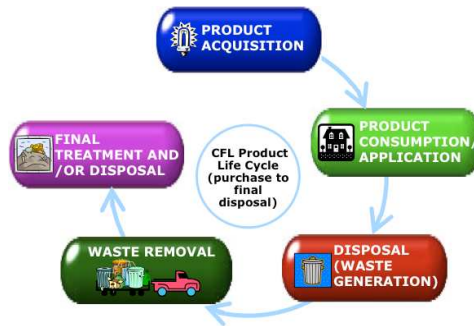 PRODUCT
ACQUISITION
PRODUCT
CONSUMPTION/
APPLICATION
DISPOSAL
(WASTE
GENERATION)
WASTE REMOVAL
FINAL
TREATMENT AND
/OR DISPOSAL
CFL Product
Life Cycle
(purchase to
final
disposal)